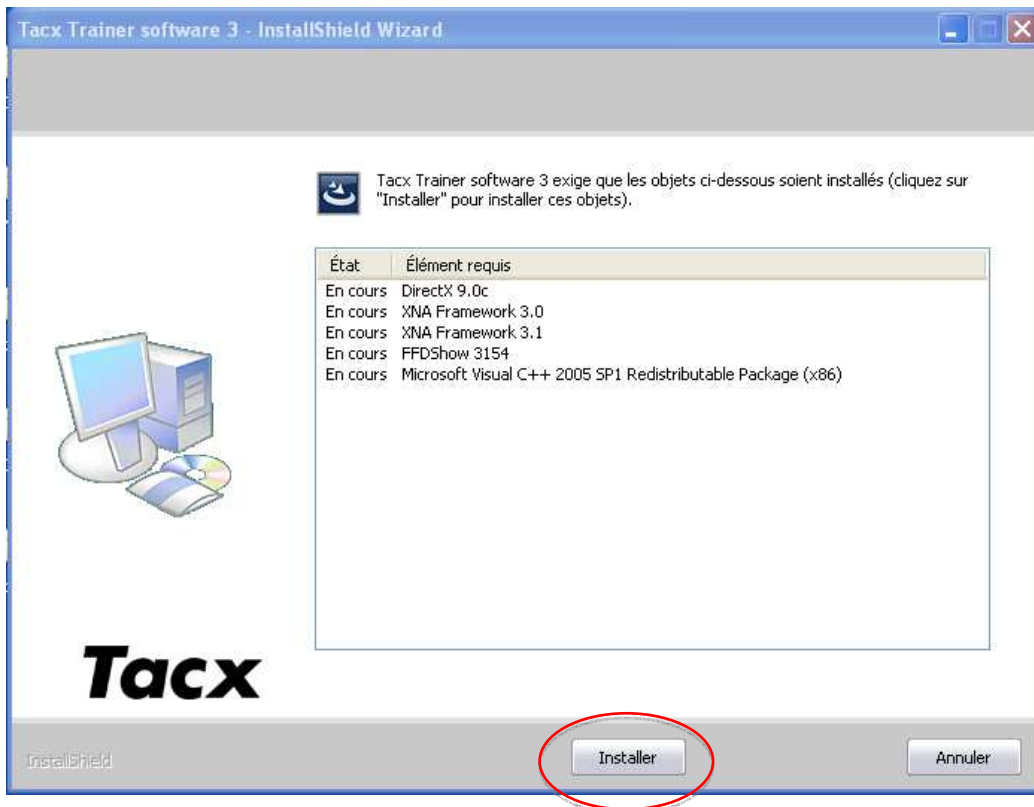 Tacx Trainer software 3 - InstallShield Wizard
Tacx Trainer software 3 exige que les objets ci-dessous soient installés (cliquez sur
"Installer" pour installer ces objets).
État Élément requis
En cours DirectX 9.0c
En cours XNA Framework 3.0
En cours XNA Framework 3.1
En cours FFDShow 3154
En cours Microsoft Visual C++ 2005 SP1 Redistributable Package (x86)
Tacx
InstallShield
Installer
Annuler